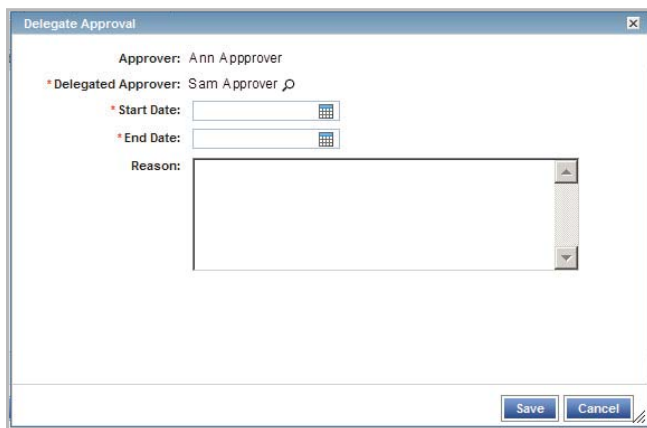 Delegate Approval
Approver: Ann Appprover
*Delegated Approver: Sam Approver
* Start Date:
*End Date:
Reason:
Save Cancel